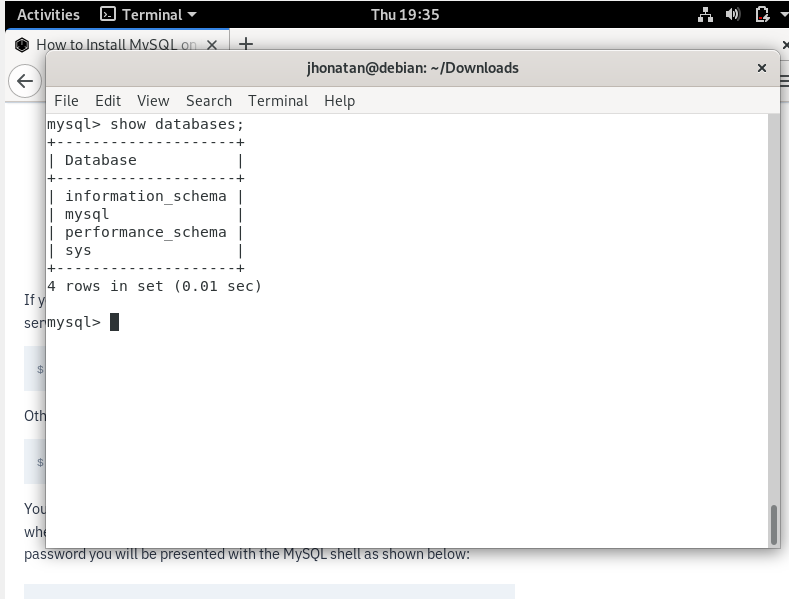 Activities Terminal Thu 19:35
How to Install MySQL on
jhonatan@debian: ~/Downloads
File Edit View Search Terminal Help
mysql> show databases;
+--------------------+
| Database           |
+--------------------+
| information_schema |
| mysql              |
| performance_schema |
| sys                |
+--------------------+
4 rows in set (0.01 sec)
If y
ser
mysql>
$
Oth
$
You
whe
password you will be presented with the MySQL shell as shown below: